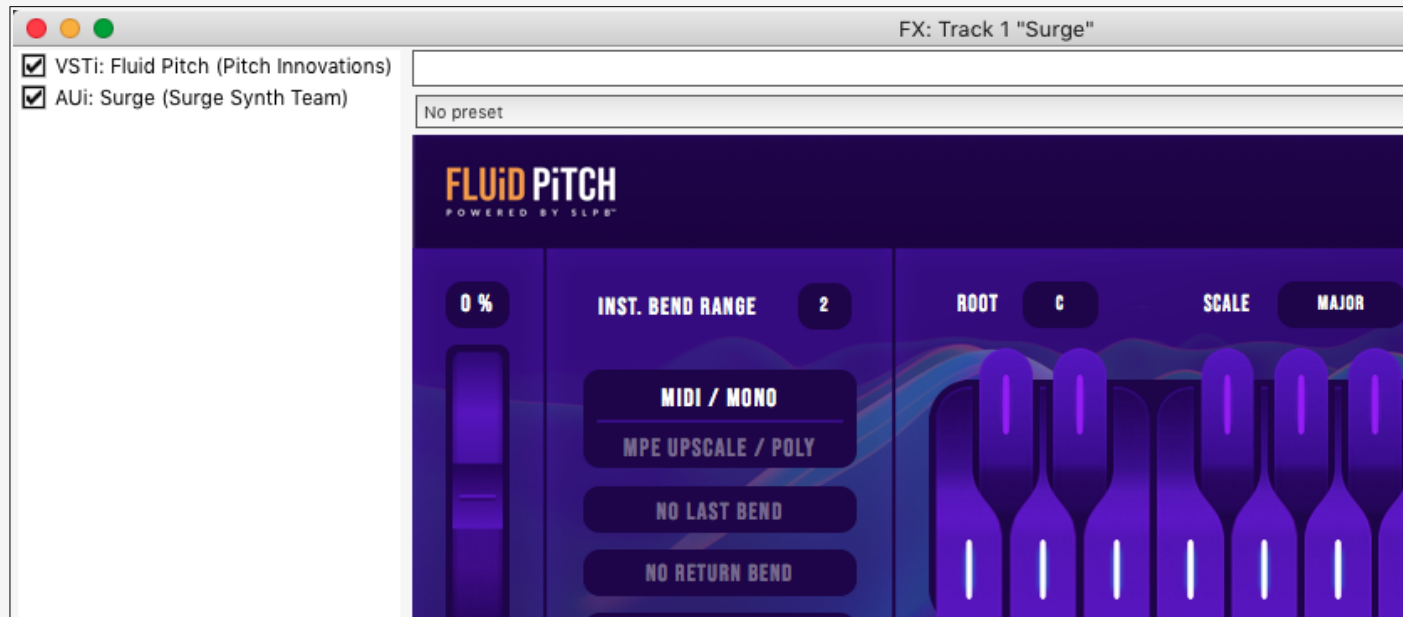 FX: Track 1 "Surge"
VSTi: Fluid Pitch (Pitch Innovations)
AUi: Surge (Surge Synth Team)
No preset
FLUiD PiTCH
POWERED BY SLPB™
0 %
INST. BEND RANGE 2
ROOT C SCALE MAJOR
MIDI / MONO
MPE UPSCALE / POLY
NO LAST BEND
NO RETURN BEND